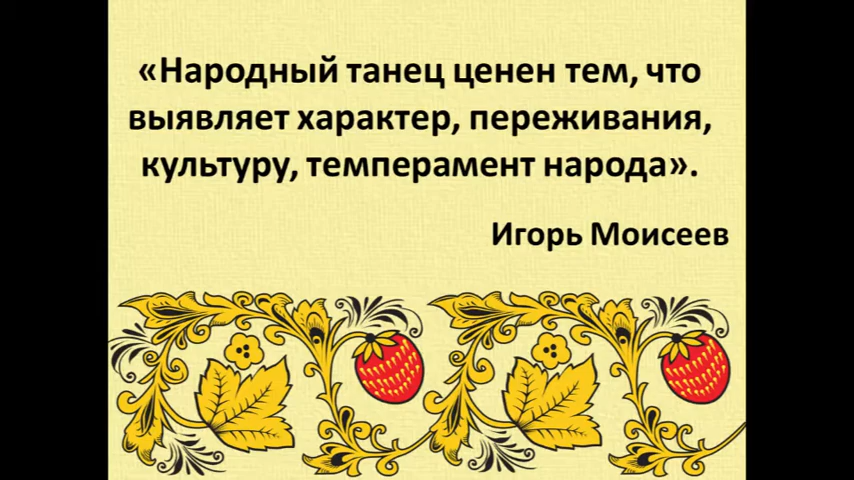 «Народный танец ценен тем, что
выявляет характер, переживания,
культуру, темперамент народа».
Игорь Моисеев